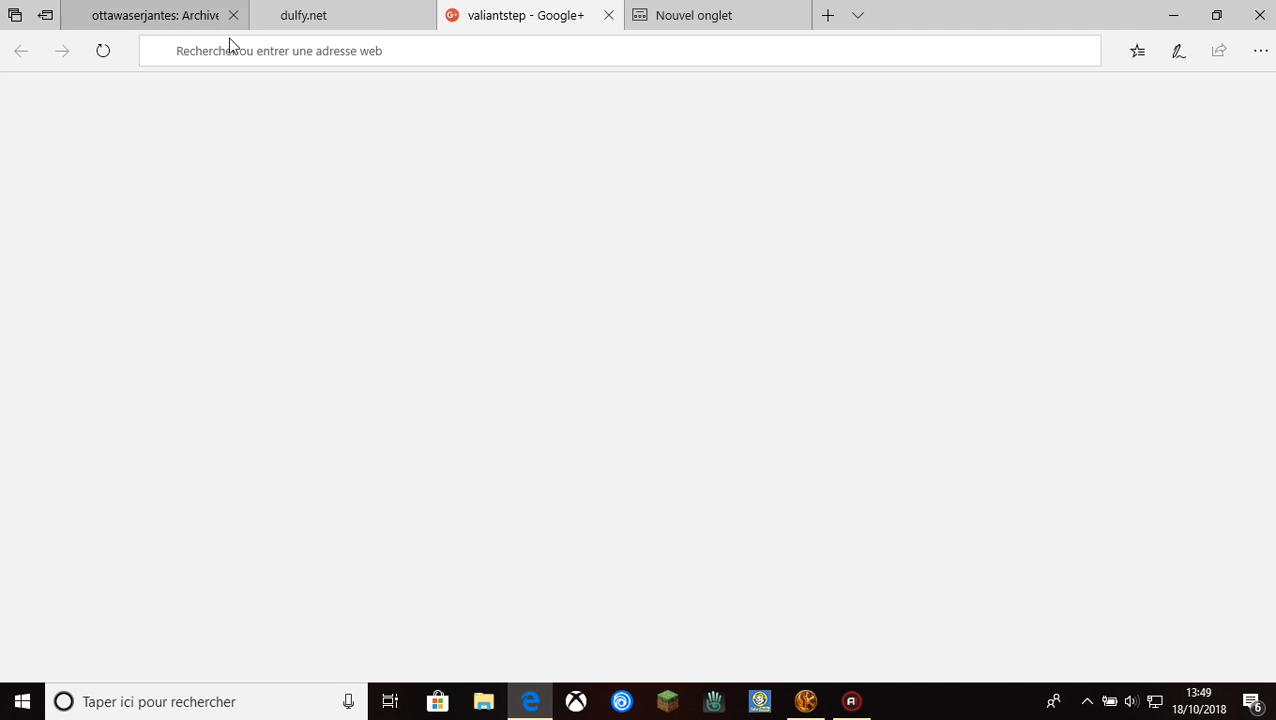 ottawaserjantes: Archive
dulfy.net
G+ valiantstep - Google+
Nouvel onglet
Rechercher ou entrer une adresse web
Taper ici pour rechercher
13:49
18/10/2018
6